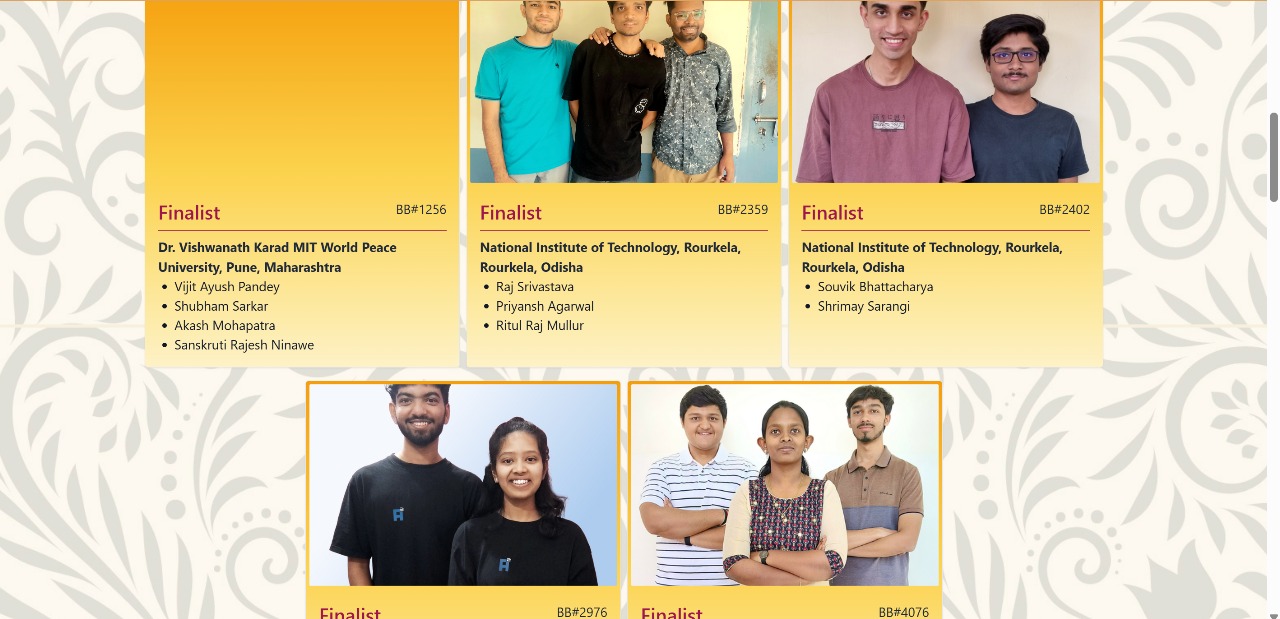 Finalist BB#1256
Dr. Vishwanath Karad MIT World Peace
University, Pune, Maharashtra
• Vijit Ayush Pandey
• Shubham Sarkar
• Akash Mohapatra
• Sanskruti Rajesh Ninawe
Finalist BB#2359
National Institute of Technology, Rourkela,
Rourkela, Odisha
• Raj Srivastava
• Priyansh Agarwal
• Ritul Raj Mullur
Finalist BB#2402
National Institute of Technology, Rourkela,
Rourkela, Odisha
• Souvik Bhattacharya
• Shrimay Sarangi
Finalist BB#2976
Finalist BB#4076